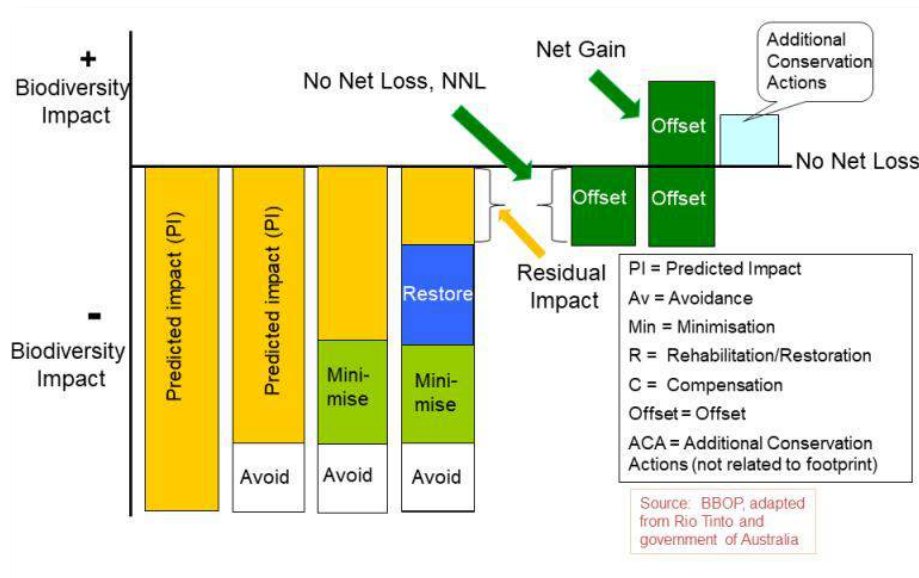 +
Biodiversity
Impact
-
Biodiversity
Impact
Predicted impact (PI)
Predicted impact (PI)
Avoid
Mini-
mise
Avoid
Restore
Mini-
mise
Avoid
No Net Loss, NNL
Net Gain
Additional
Conservation
Actions
Offset
Offset
Offset
No Net Loss
Residual
Impact
PI = Predicted Impact
Av = Avoidance
Min = Minimisation
R = Rehabilitation/Restoration
C = Compensation
Offset = Offset
ACA = Additional Conservation
Actions (not related to footprint)
Source: BBOP, adapted
from Rio Tinto and
government of Australia